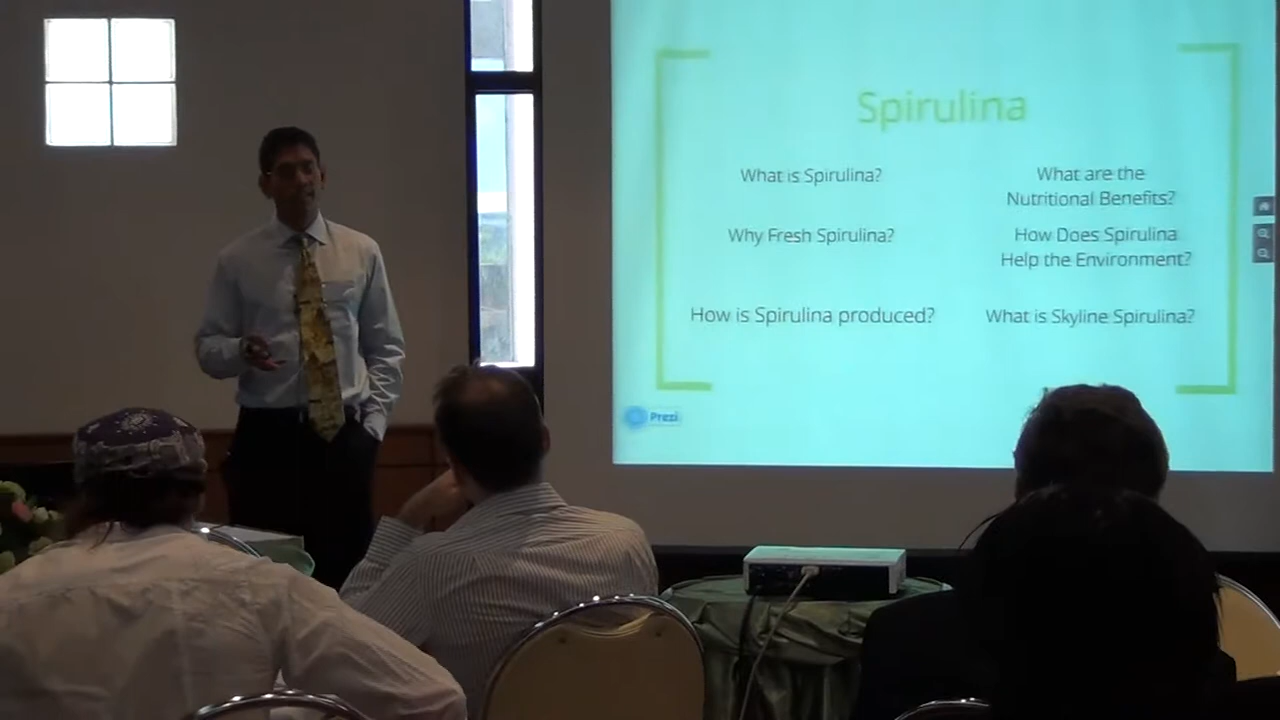 Spirulina
What is Spirulina?
Why Fresh Spirulina?
How is Spirulina produced?
What are the
Nutritional Benefits?
How Does Spirulina
Help the Environment?
What is Skyline Spirulina?
Prezi